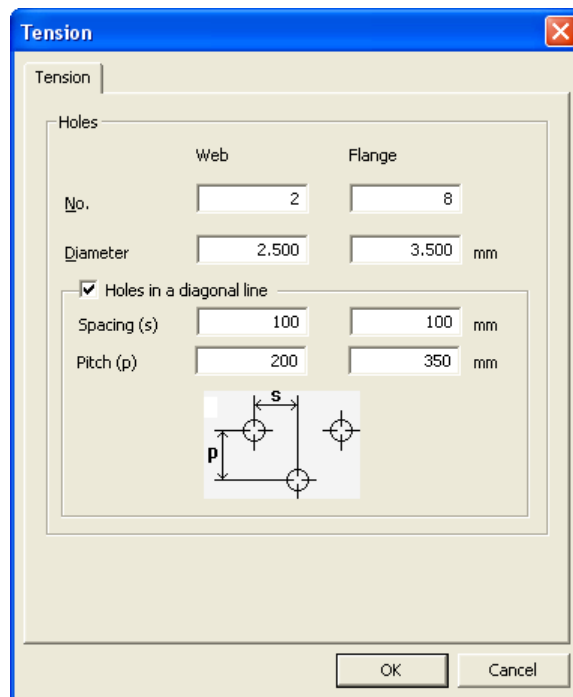 Tension
Tension
Holes
Web Flange
No. 2 8
Diameter 2.500 3.500 mm
Holes in a diagonal line
Spacing (s) 100 100 mm
Pitch (p) 200 350 mm
s
p
OK Cancel